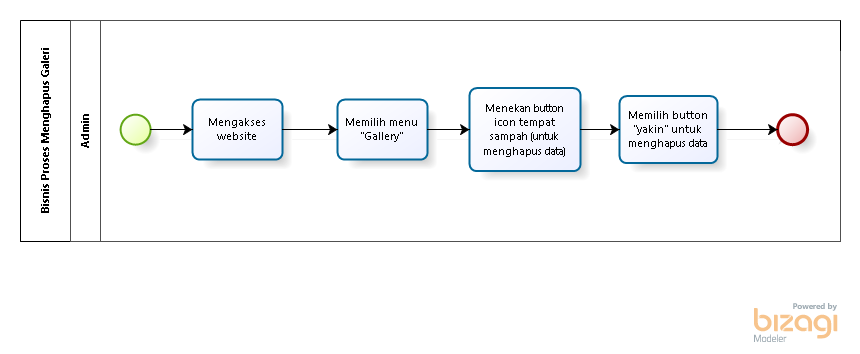 Bisnis Proses Menghapus Galeri
Admin
Mengakses
website
Memilih menu
"Gallery"
Menekan button
icon tempat
sampah (untuk
menghapus data)
Memilih button
"yakin" untuk
menghapus data
Powered by
bizagi
Modeler